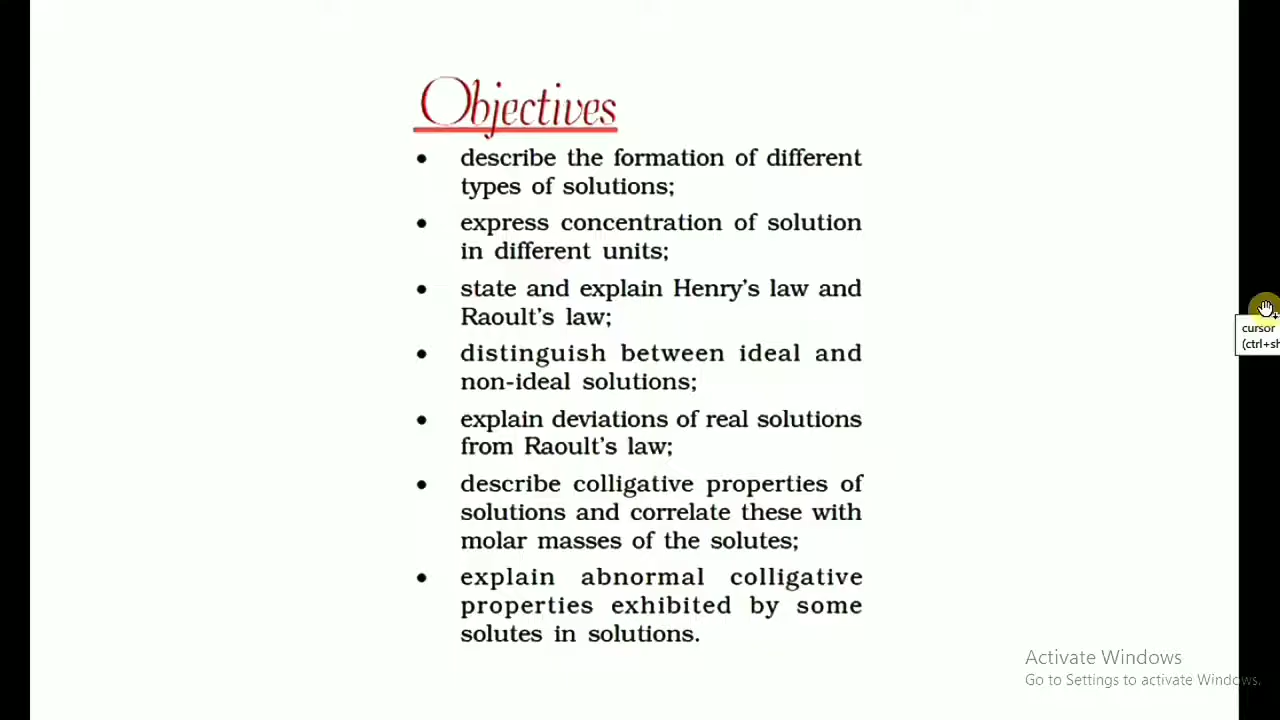 Objectives
• describe the formation of different
types of solutions;
• express concentration of solution
in different units;
• state and explain Henry's law and
Raoult's law;
• distinguish between ideal and
non-ideal solutions;
• explain deviations of real solutions
from Raoult's law;
• describe colligative properties of
solutions and correlate these with
molar masses of the solutes;
• explain abnormal colligative
properties exhibited by some
solutes in solutions.
cursor
(ctrl+sh
Activate Windows
Go to Settings to activate Windows.